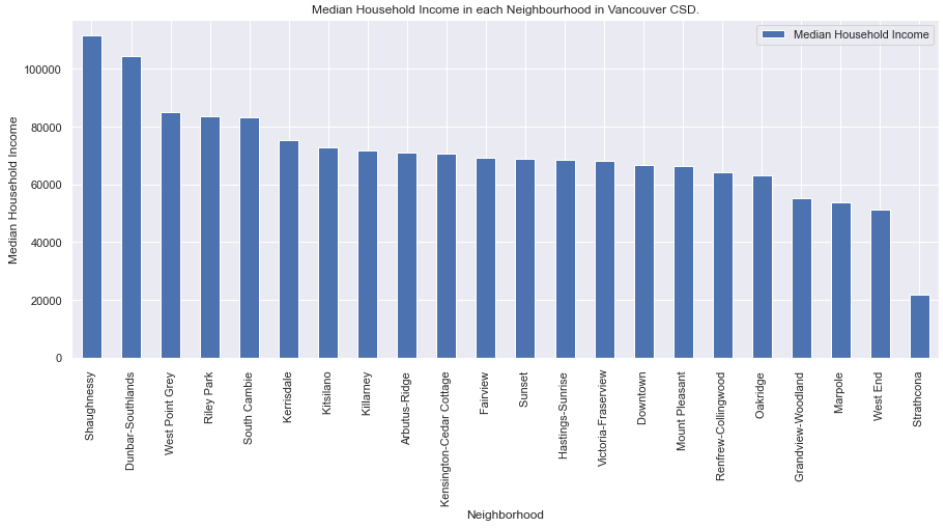 Median Household Income in each Neighbourhood in Vancouver CSD.
Median Household Income
Median Household Income
100000
80000
60000
40000
20000
0
Shaughnessy
Dunbar-Southlands
West Point Grey
Riley Park
South Cambie
Kerrisdale
Kitsilano
Killarney
Arbutus-Ridge
Kensington-Cedar Cottage
Fairview
Sunset
Hastings-Sunrise
Victoria-Fraserview
Downtown
Mount Pleasant
Renfrew-Collingwood
Oakridge
Grandview-Woodland
Marpole
West End
Strathcona
Neighborhood